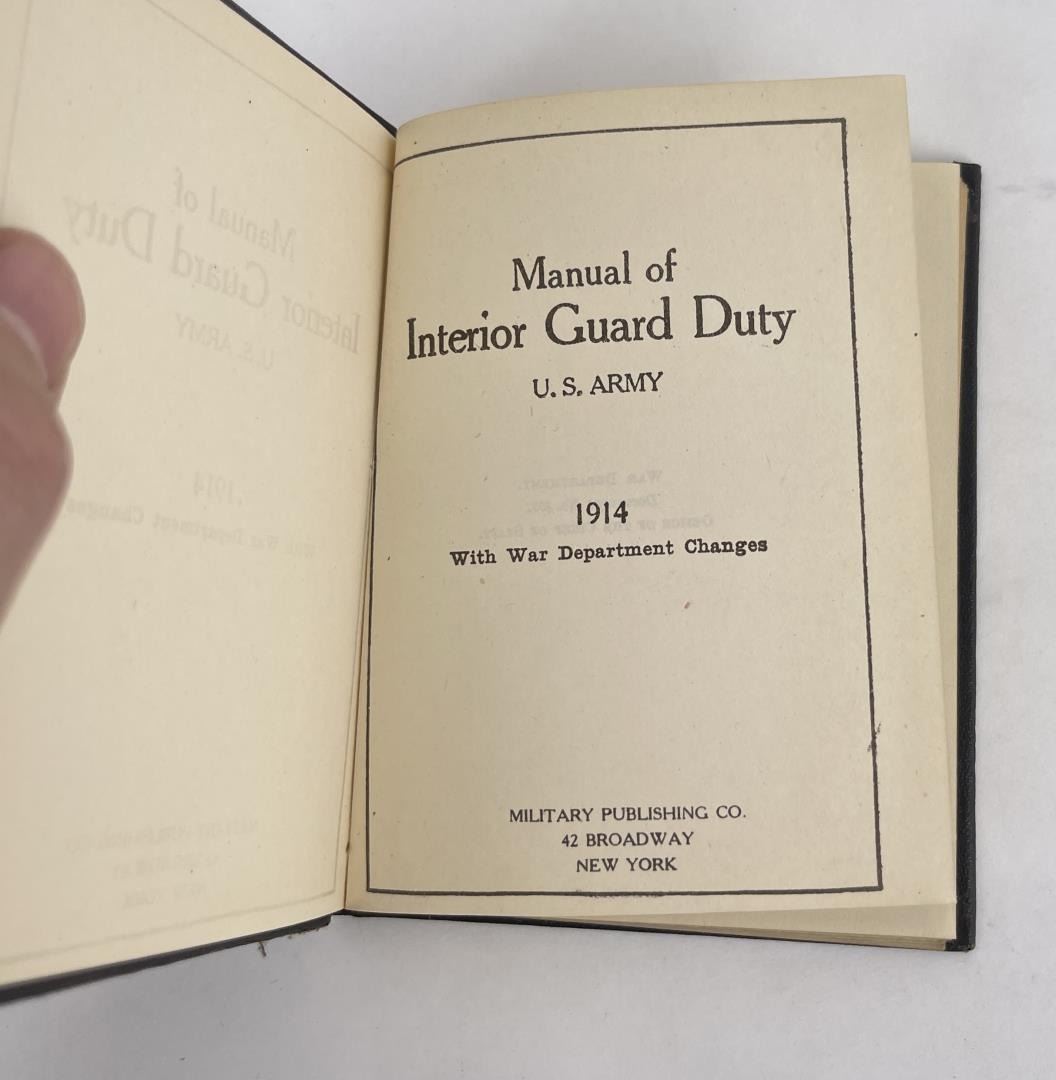 Manual of
Interior Guard Duty
U. S. ARMY
1914
With War Department Changes
MILITARY PUBLISHING CO.
42 BROADWAY
NEW YORK